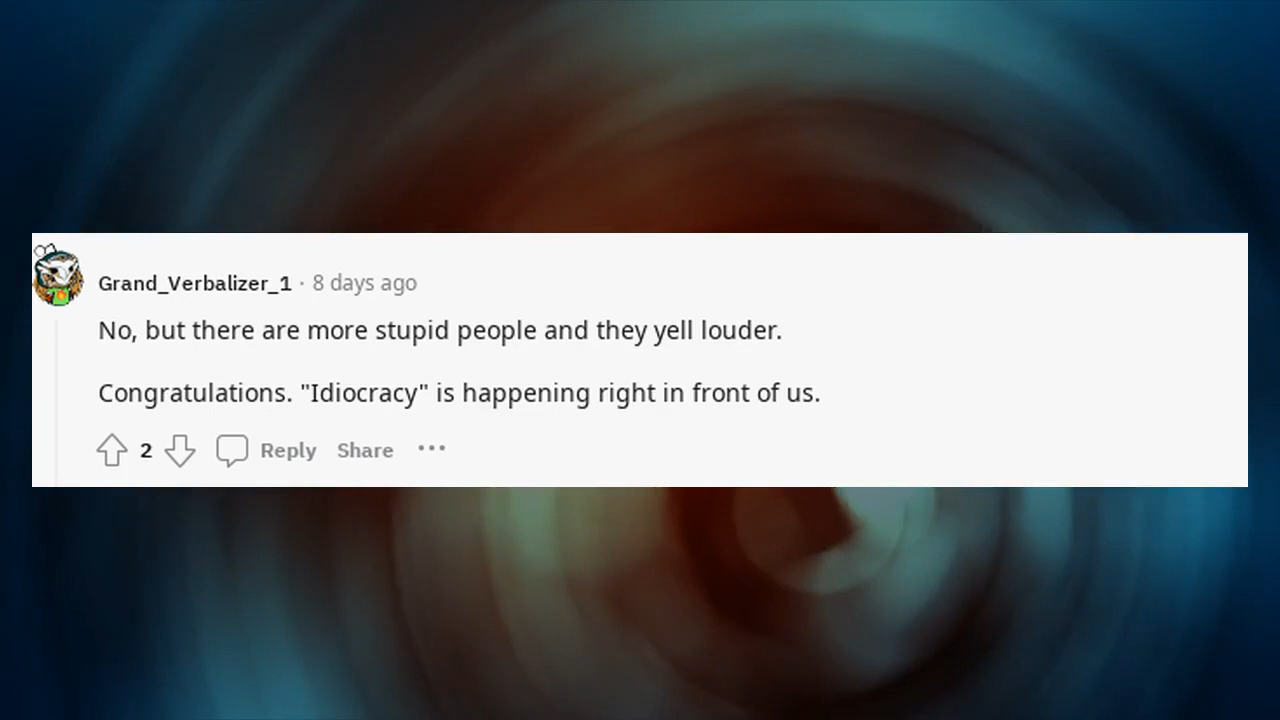 Grand_Verbalizer_1 · 8 days ago
No, but there are more stupid people and they yell louder.
Congratulations. "Idiocracy" is happening right in front of us.
2 Reply Share ···